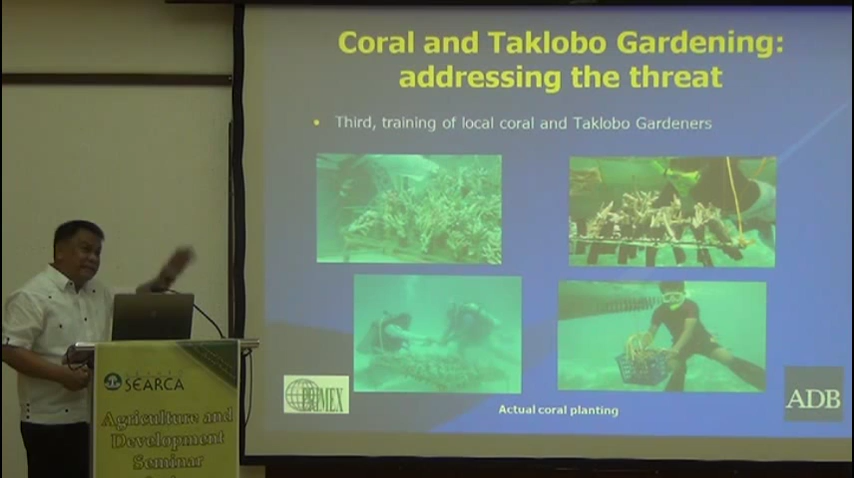 Coral and Taklobo Gardening:
addressing the threat
• Third, training of local coral and Taklobo Gardeners
PRIMEX
Actual coral planting
ADB
SEARCA
Agriculture and
Development
Seminar